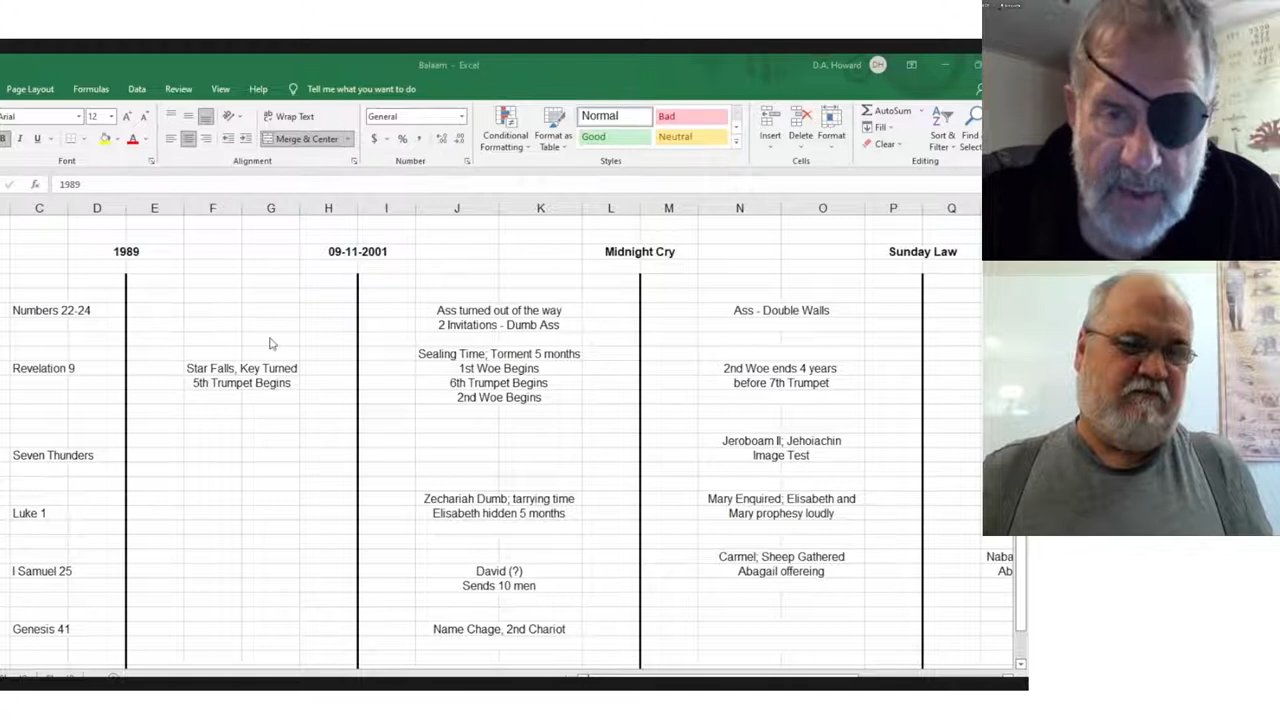 Balaam - Excel
D.A. Howard DH
Page Layout Formulas Data Review View Help Tell me what you want to do
Arial 12 A A Wrap Text General Normal Bad AutoSum
B I U A Merge & Center $ % Good Neutral Conditional Formatting Format as Table Insert Delete Format Fill Clear Sort & Filter Find Select
Font Alignment Number Styles Cells Editing
fx 1989
C D E F G H I J K L M N O P Q
1989 09-11-2001 Midnight Cry Sunday Law
Numbers 22-24 Ass turned out of the way Ass - Double Walls
2 Invitations - Dumb Ass
Sealing Time; Torment 5 months
Revelation 9 Star Falls, Key Turned 1st Woe Begins 2nd Woe ends 4 years
5th Trumpet Begins 6th Trumpet Begins before 7th Trumpet
2nd Woe Begins
Jeroboam II; Jehoiachin
Seven Thunders Image Test
Zechariah Dumb; tarrying time Mary Enquired; Elisabeth and
Luke 1 Elisabeth hidden 5 months Mary prophesy loudly
Carmel; Sheep Gathered Naba
I Samuel 25 David (?) Abagail offereing Ab
Sends 10 men
Genesis 41 Name Chage, 2nd Chariot